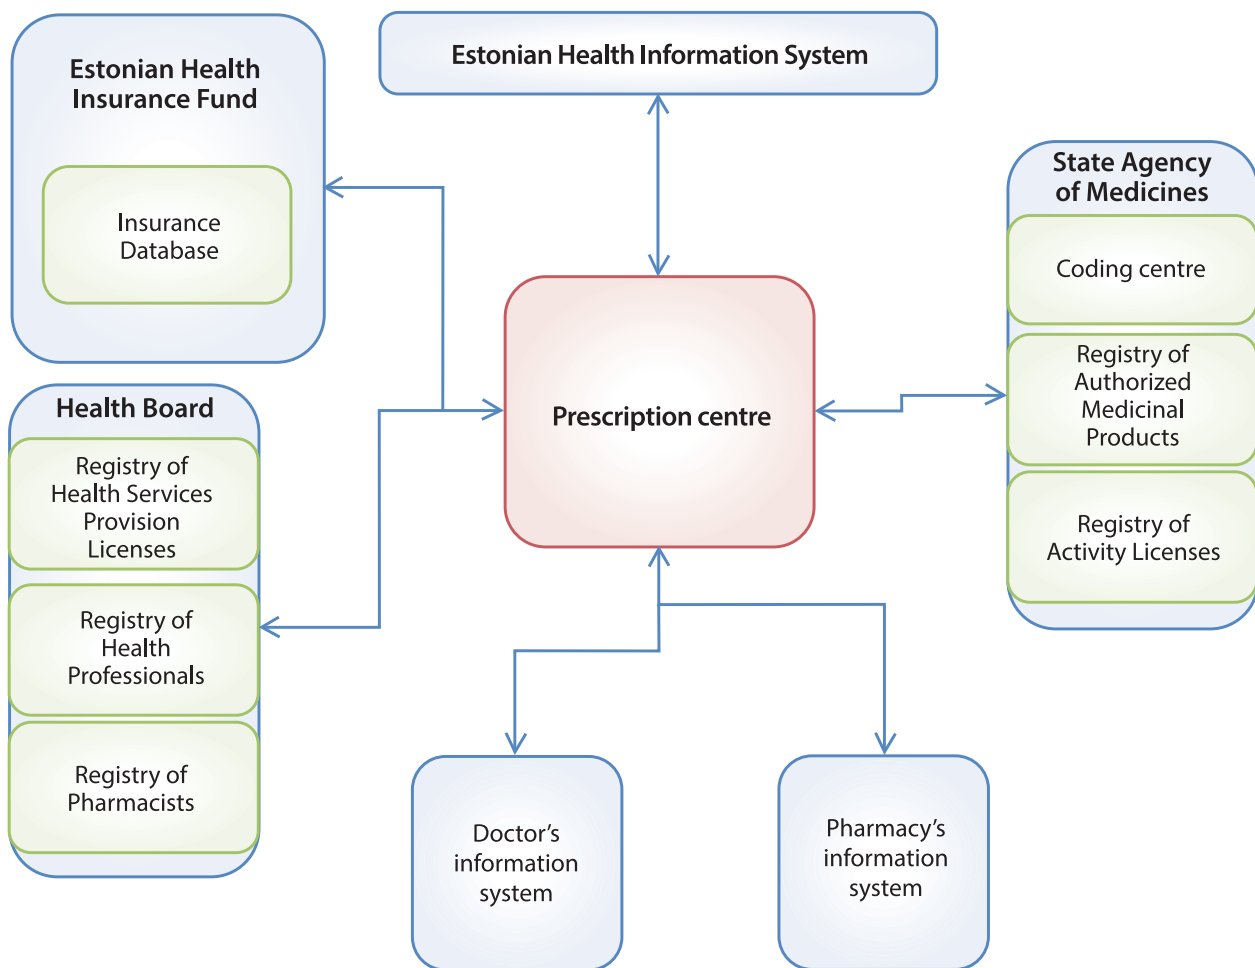 Estonian Health
Insurance Fund
Insurance
Database
Estonian Health Information System
State Agency
of Medicines
Coding centre
Registry of
Authorized
Medicinal
Products
Registry of
Activity Licenses
Prescription centre
Health Board
Registry of
Health Services
Provision
Licenses
Registry of
Health
Professionals
Registry of
Pharmacists
Doctor’s
information
system
Pharmacy’s
information
system